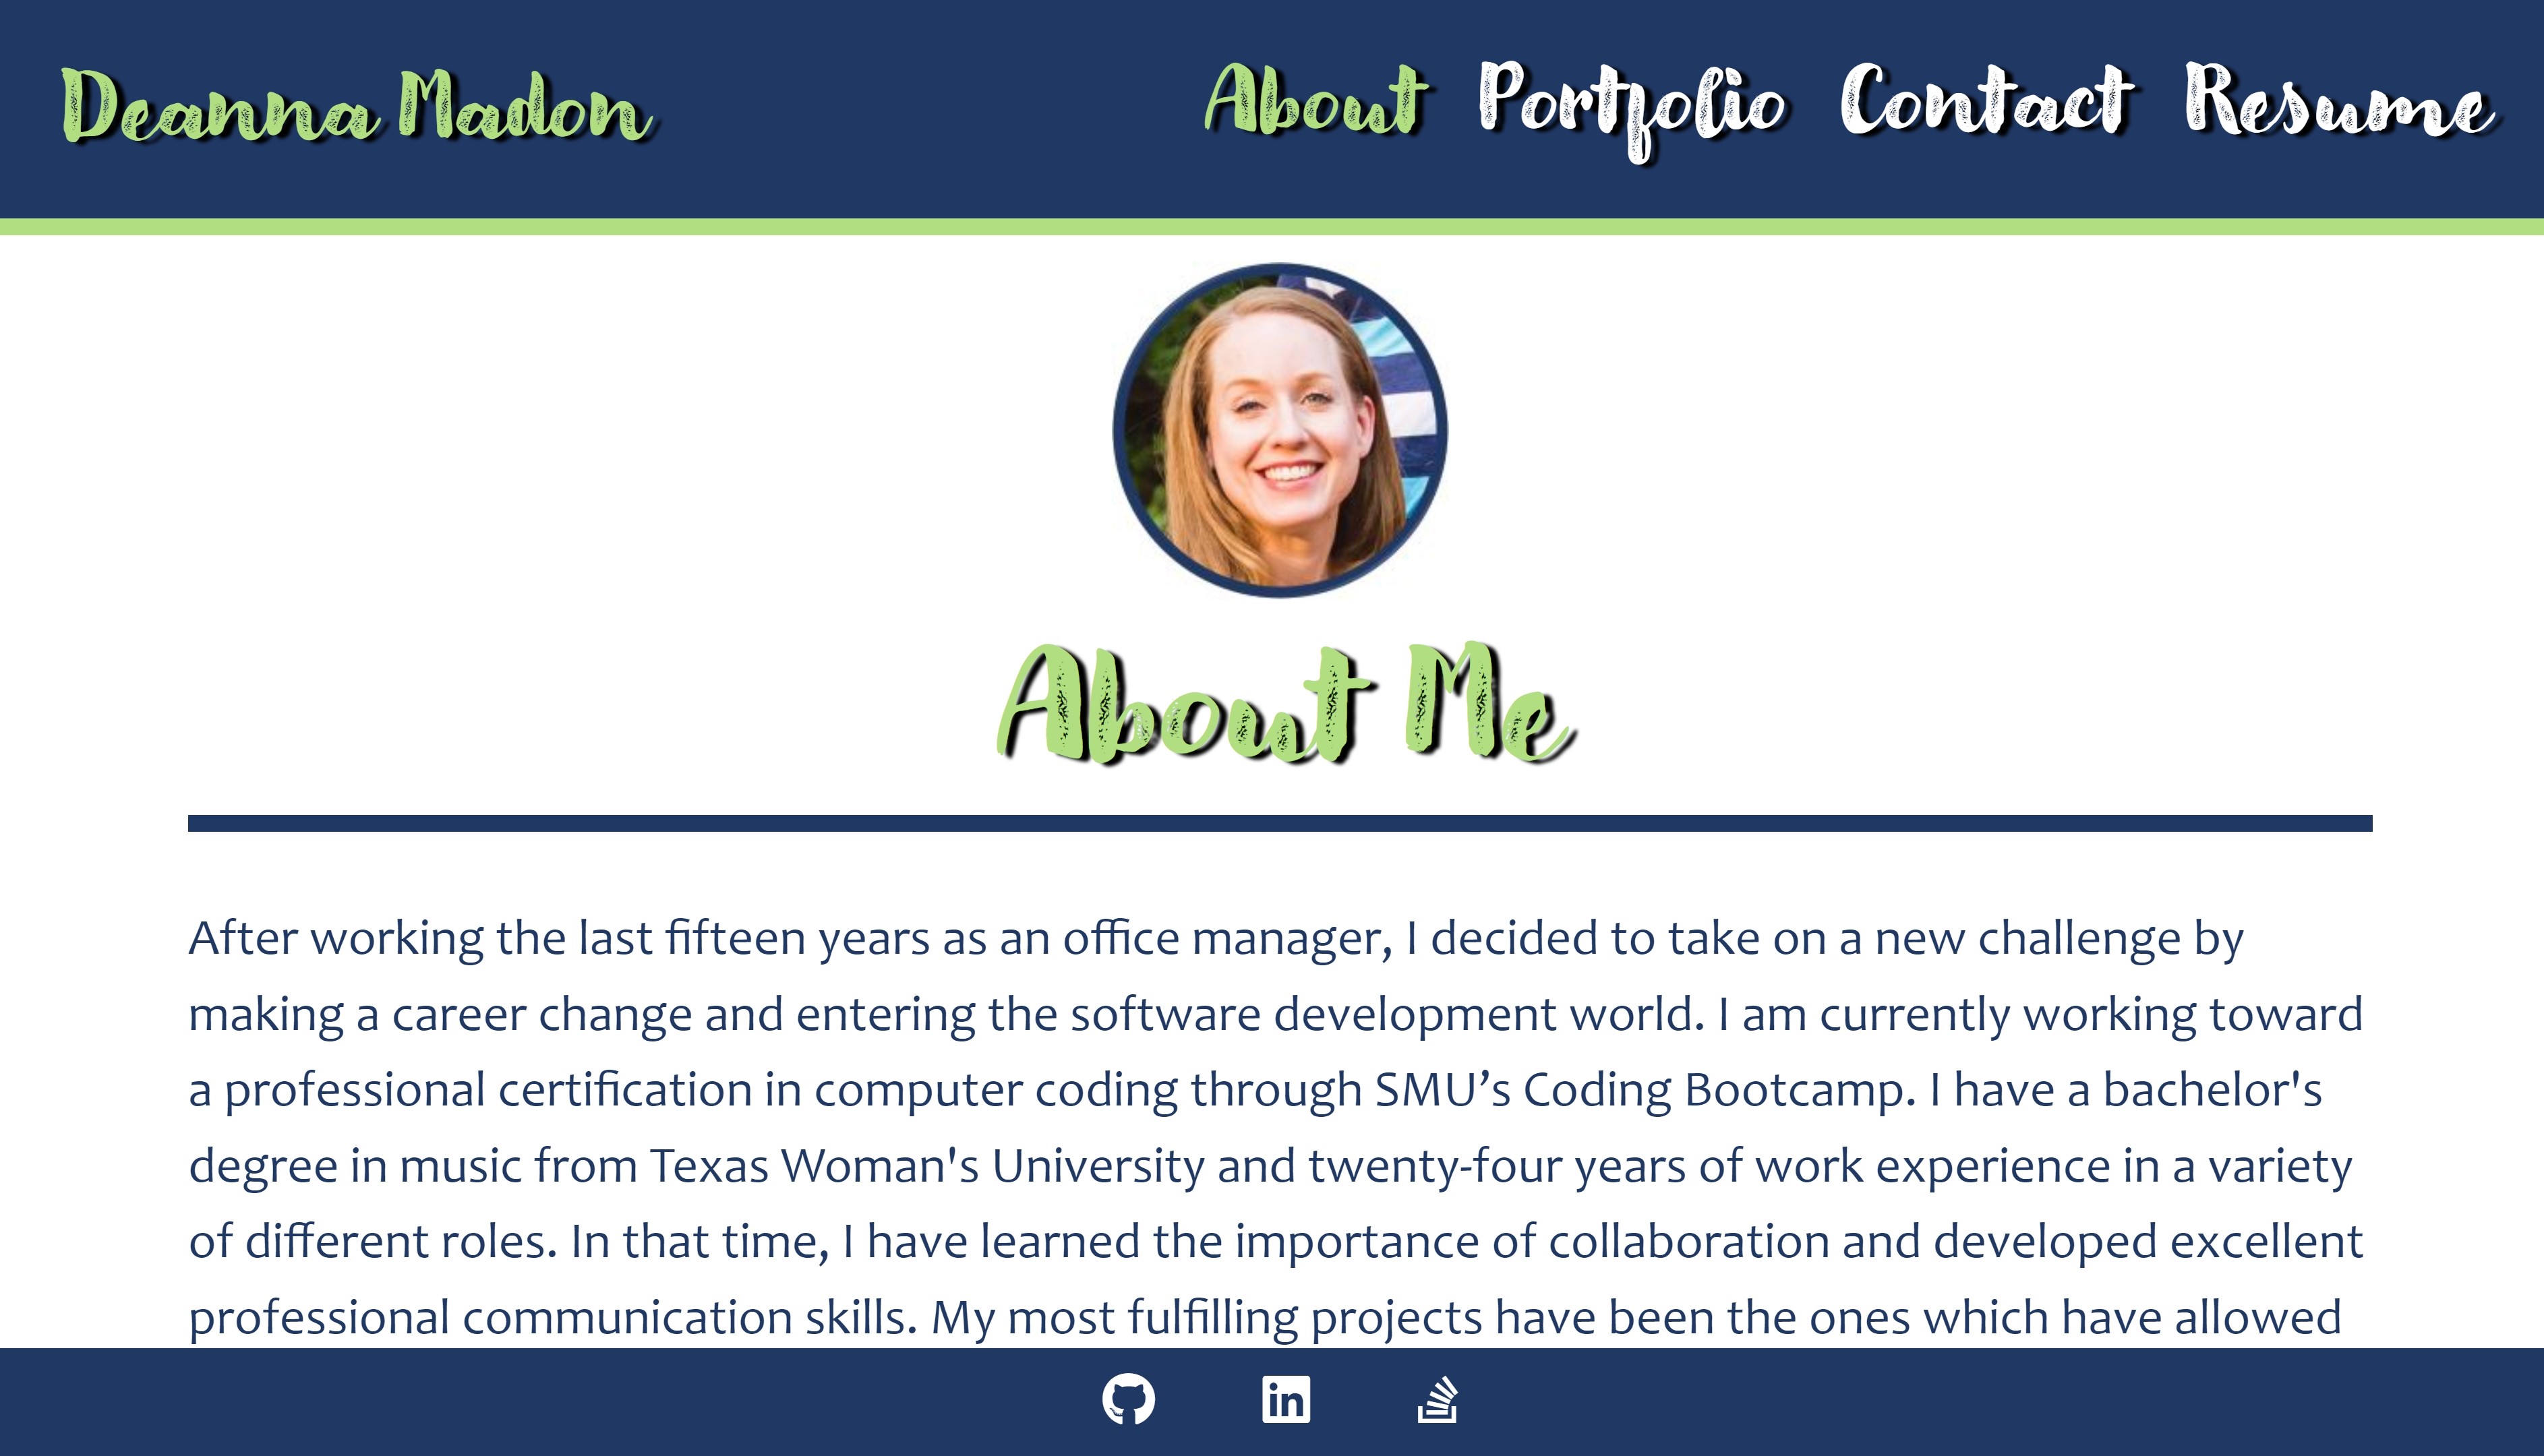 Deanna Madon
About Portfolio Contact Resume
About Me
After working the last fifteen years as an office manager, I decided to take on a new challenge by
making a career change and entering the software development world. I am currently working toward
a professional certification in computer coding through SMU’s Coding Bootcamp. I have a bachelor's
degree in music from Texas Woman's University and twenty-four years of work experience in a variety
of different roles. In that time, I have learned the importance of collaboration and developed excellent
professional communication skills. My most fulfilling projects have been the ones which have allowed
in